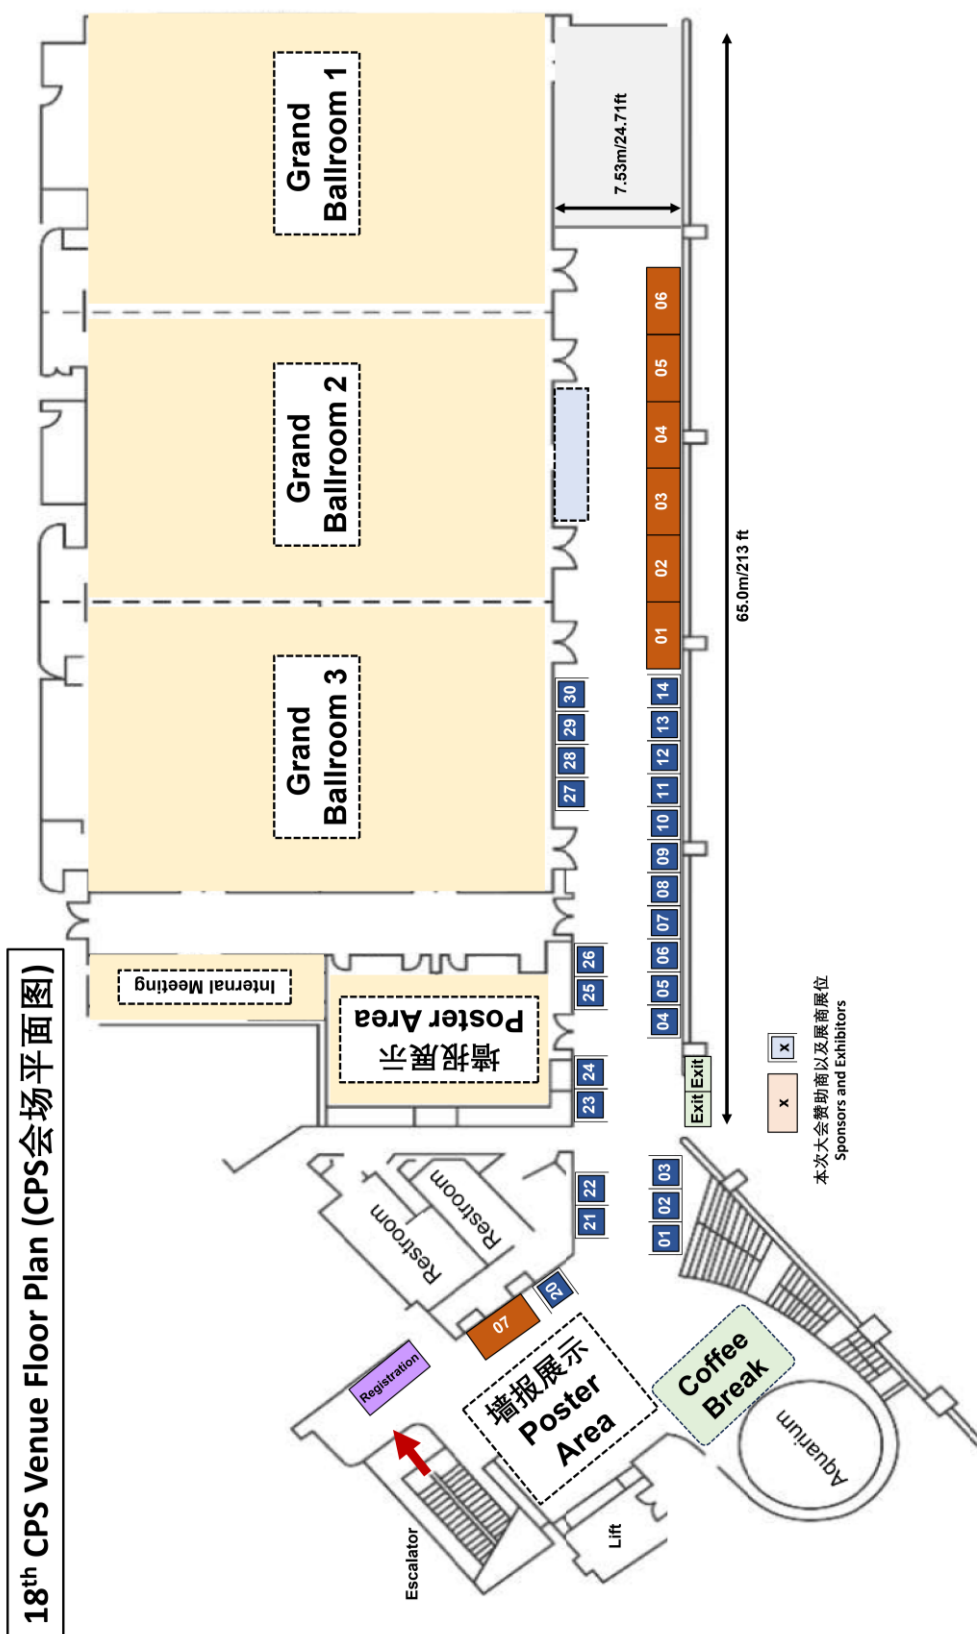 18th CPS Venue Floor Plan (CPS会场平面图)
Grand
Ballroom 1
Grand
Ballroom 2
Grand
Ballroom 3
7.53m/24.71ft
65.0m/213 ft
06
05
04
03
02
01
30
29
28
27
14
13
12
11
10
09
08
07
06
05
04
26
25
24
23
Internal Meeting
墙报展示
Poster Area
Exit
Exit
22
21
03
02
01
20
07
Restroom
Restroom
Registration
墙报展示
Poster
Area
Coffee
Break
Aquarium
Escalator
Lift
x
x
本次大会赞助商以及展商展位
Sponsors and Exhibitors